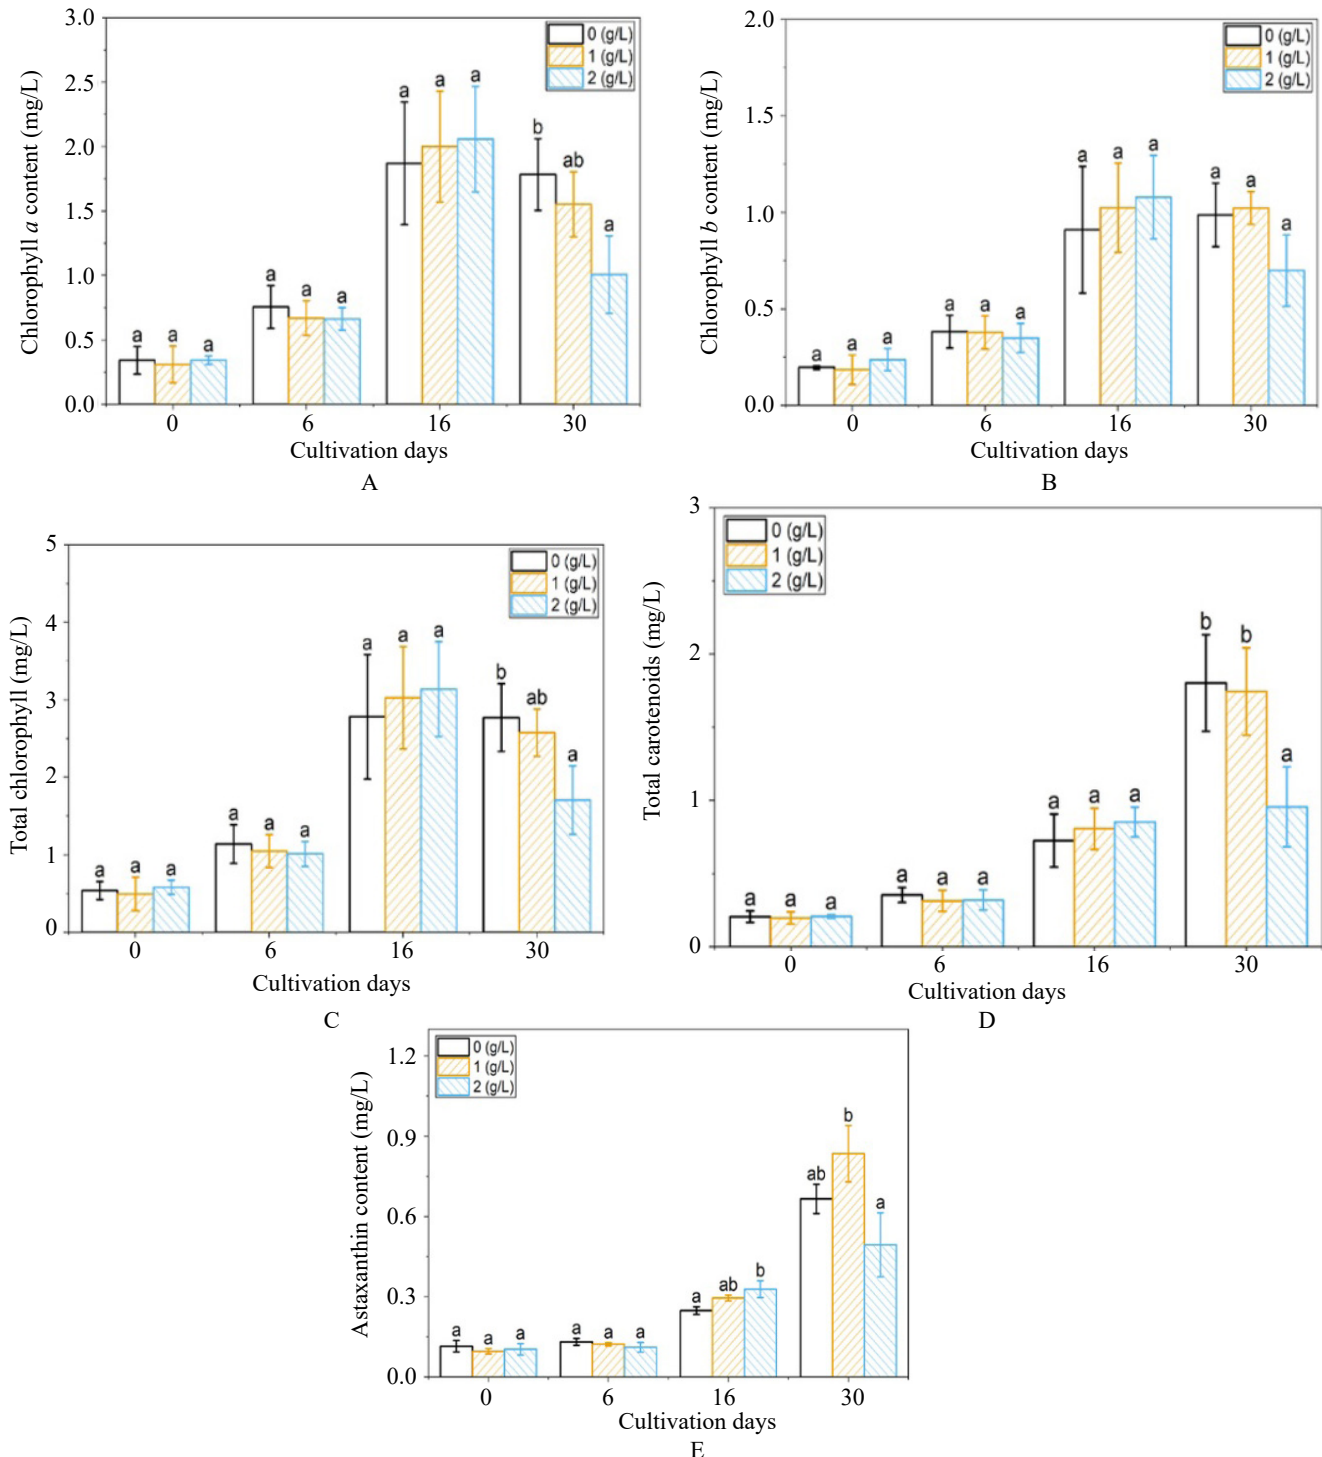 3.0
2.5
2.0
1.5
1.0
0.5
0.0
Chlorophyll a content (mg/L)
0 (g/L)
1 (g/L)
2 (g/L)
a a a
a a a
a a a
b ab a
0 6 16 30
Cultivation days
A
2.0
1.5
1.0
0.5
0.0
Chlorophyll b content (mg/L)
0 (g/L)
1 (g/L)
2 (g/L)
a a a
a a a
a a a
a a a
0 6 16 30
Cultivation days
B
5
4
3
2
1
0
Total chlorophyll (mg/L)
0 (g/L)
1 (g/L)
2 (g/L)
a a a
a a a
a a a
b ab a
0 6 16 30
Cultivation days
C
3
2
1
0
Total carotenoids (mg/L)
0 (g/L)
1 (g/L)
2 (g/L)
a a a
a a a
a a a
b b a
0 6 16 30
Cultivation days
D
1.2
0.9
0.6
0.3
0.0
Astaxanthin content (mg/L)
0 (g/L)
1 (g/L)
2 (g/L)
a a a
a a a
a ab b
ab b a
0 6 16 30
Cultivation days
E